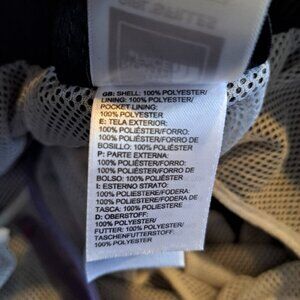 GB: SHELL: 100% POLYESTER/
LINING: 100% POLYESTER/
POCKET LINING:
100% POLYESTER
E: TELA EXTERIOR:
100% POLIÉSTER/FORRO:
100% POLIÉSTER/FORRO DE
BOSILLO: 100% POLIÉSTER
P: PARTE EXTERNA:
100% POLIÉSTER/FORRO:
100% POLIÉSTER/FORRO DE
BOLSO: 100% POLIÉSTER
I: ESTERNO STRATO:
100% POLIESTERE/FODERA:
100% POLIESTERE/FODERA DE
TASCA: 100% POLIESTERE
D: OBERSTOFF:
100% POLYESTER/
FUTTER: 100% POLYESTER/
TASCHENFUTTERSTOFF:
100% POLYESTER